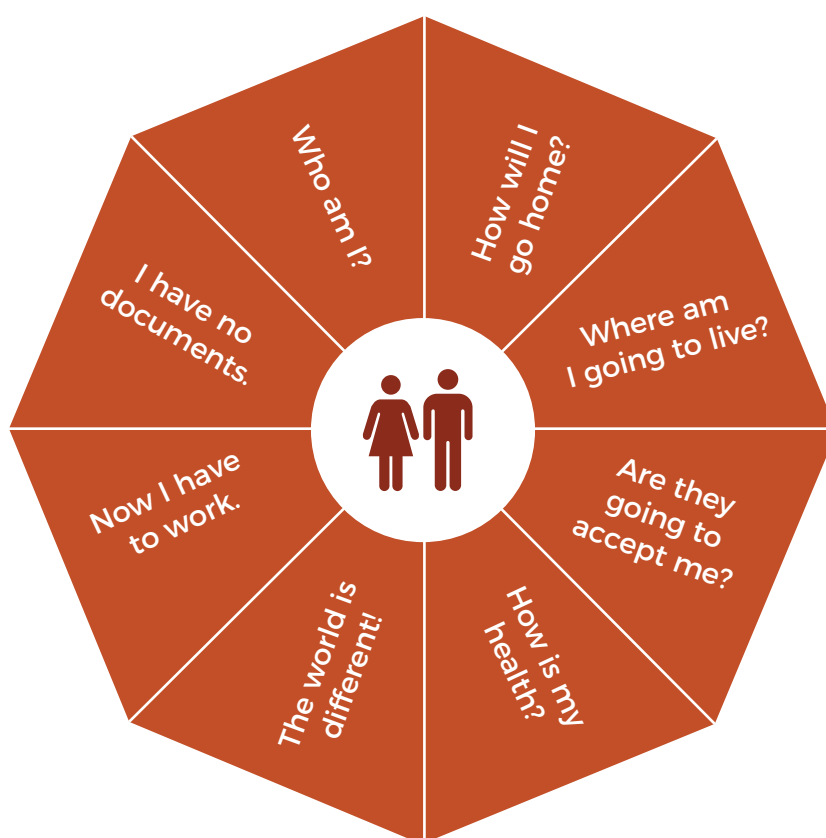 How will I
go home?
Where am
I going to live?
Are they
going to
accept me?
How is my
health?
The world is
different!
Now I have
to work.
I have no
documents.
Who am I?